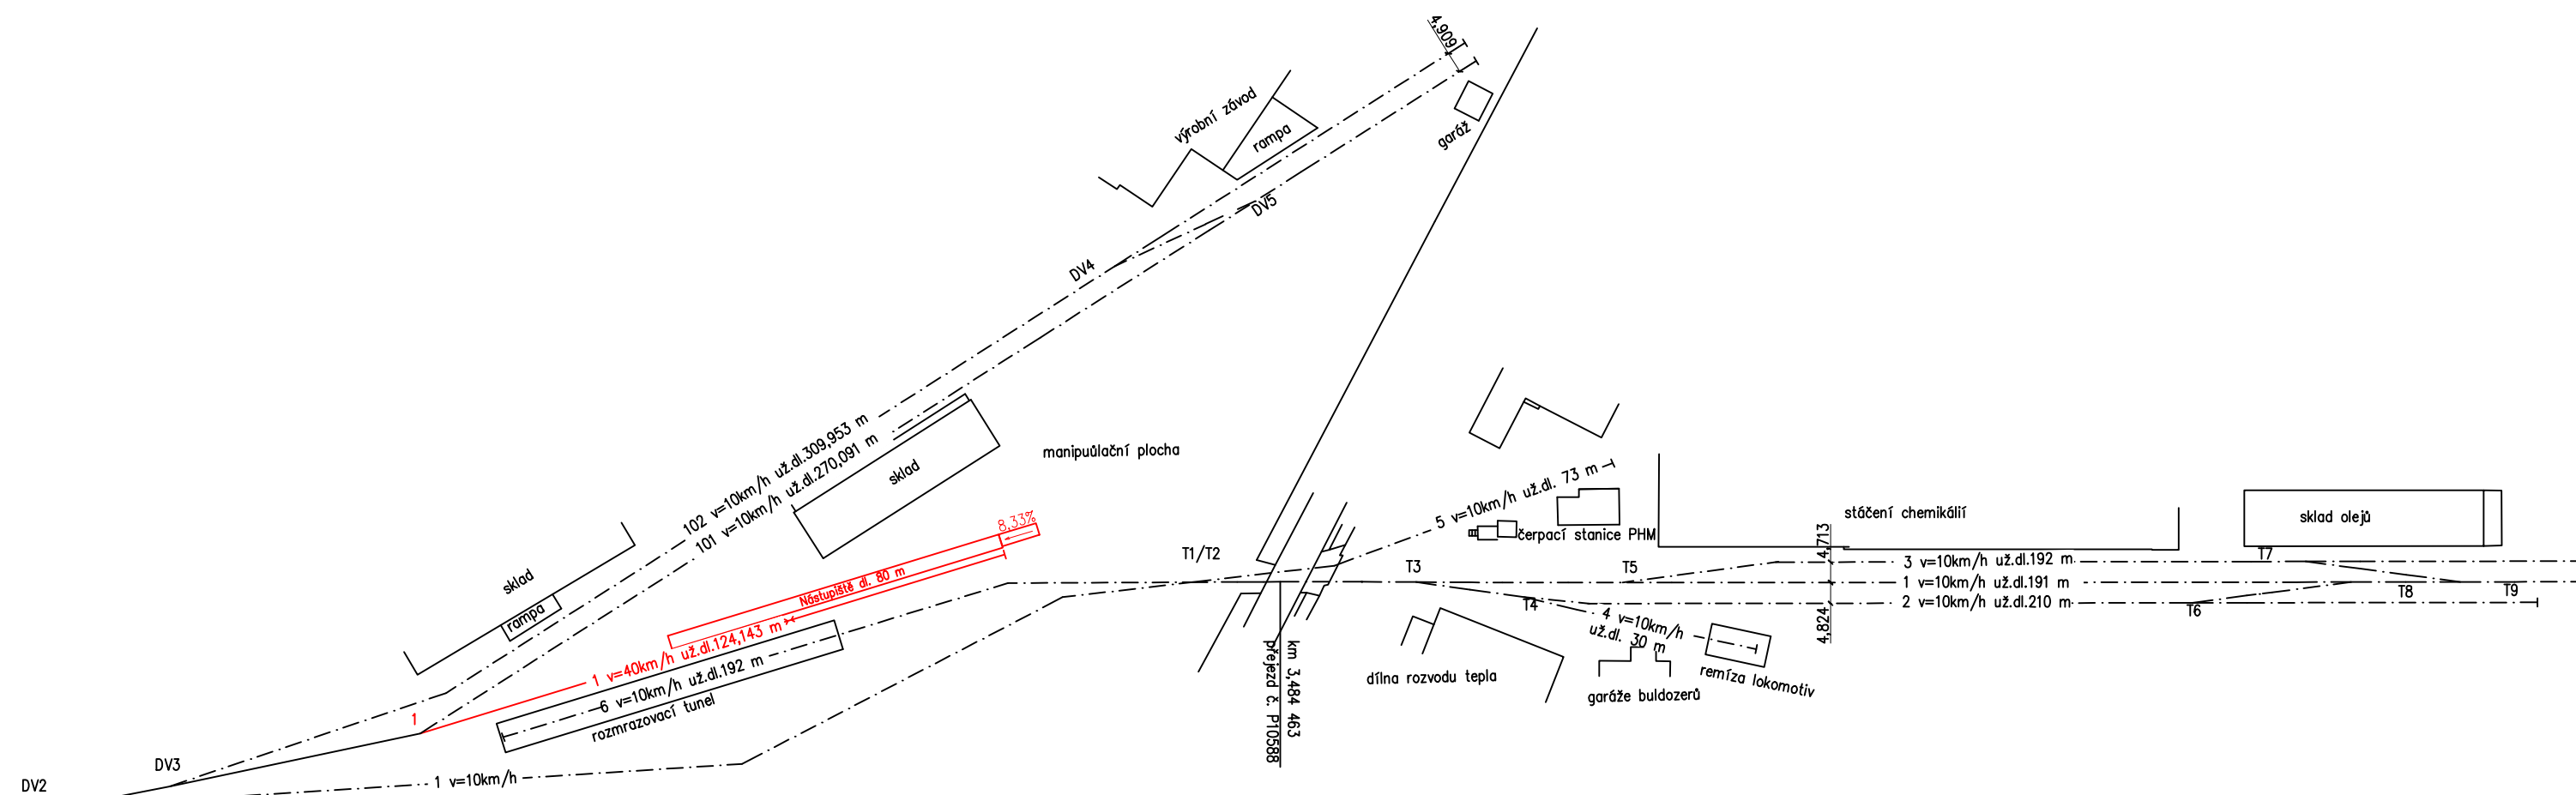 4,909
výrobní závod
rampa
garáž
DV5
DV4
102 v=10km/h už.dl.309,953 m
101 v=10km/h už.dl.270,091 m
sklad
manipuůlační plocha
8,33%
Nástupiště dl. 80 m
1 v=40km/h už.dl.124,143 m
6 v=10km/h už.dl.192 m
rozmrazovací tunel
sklad
rampa
1
DV3
DV2
1 v=10km/h
T1/T2
km 3,484 463
přejezd č. P10588
5 v=10km/h už.dl. 73 m
čerpací stanice PHM
T3
T4
T5
4 v=10km/h
už.dl. 30 m
dílna rozvodu tepla
garáže buldozerů
remíza lokomotiv
4,713
4,824
stáčení chemikálií
sklad olejů
3 v=10km/h už.dl.192 m
1 v=10km/h už.dl.191 m
2 v=10km/h už.dl.210 m
T7
T6
T8
T9